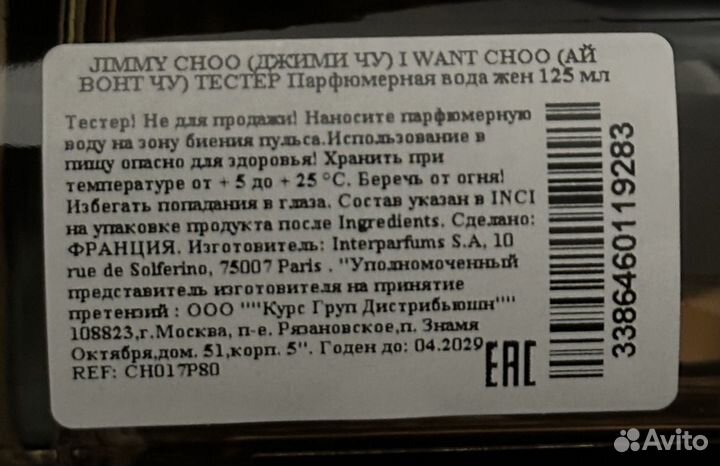 JIMMY CHOO (ДЖИМИ ЧУ) I WANT CHOO (АЙ
ВОНТ ЧУ) ТЕСТЕР Парфюмерная вода жен 125 мл
Тестер! Не для продажи! Наносите парфюмерную
воду на зону биения пульса.Использование в
пищу опасно для здоровья! Хранить при
температуре от + 5 до + 25 °С. Беречь от огня!
Избегать попадания в глаза. Состав указан в INCI
на упаковке продукта после Ingredients. Сделано:
ФРАНЦИЯ. Изготовитель: Interparfums S.A, 10
rue de Solferino, 75007 Paris . "Уполномоченный
представитель изготовителя на принятие
претензий : ООО ""Курс Груп Дистрибьюшн""
108823,г.Москва, п-е. Рязановское,п. Знамя
Октября,дом. 51,корп. 5". Годен до: 04.2029
REF: CH017P80
EAC
3386460119283
Avito